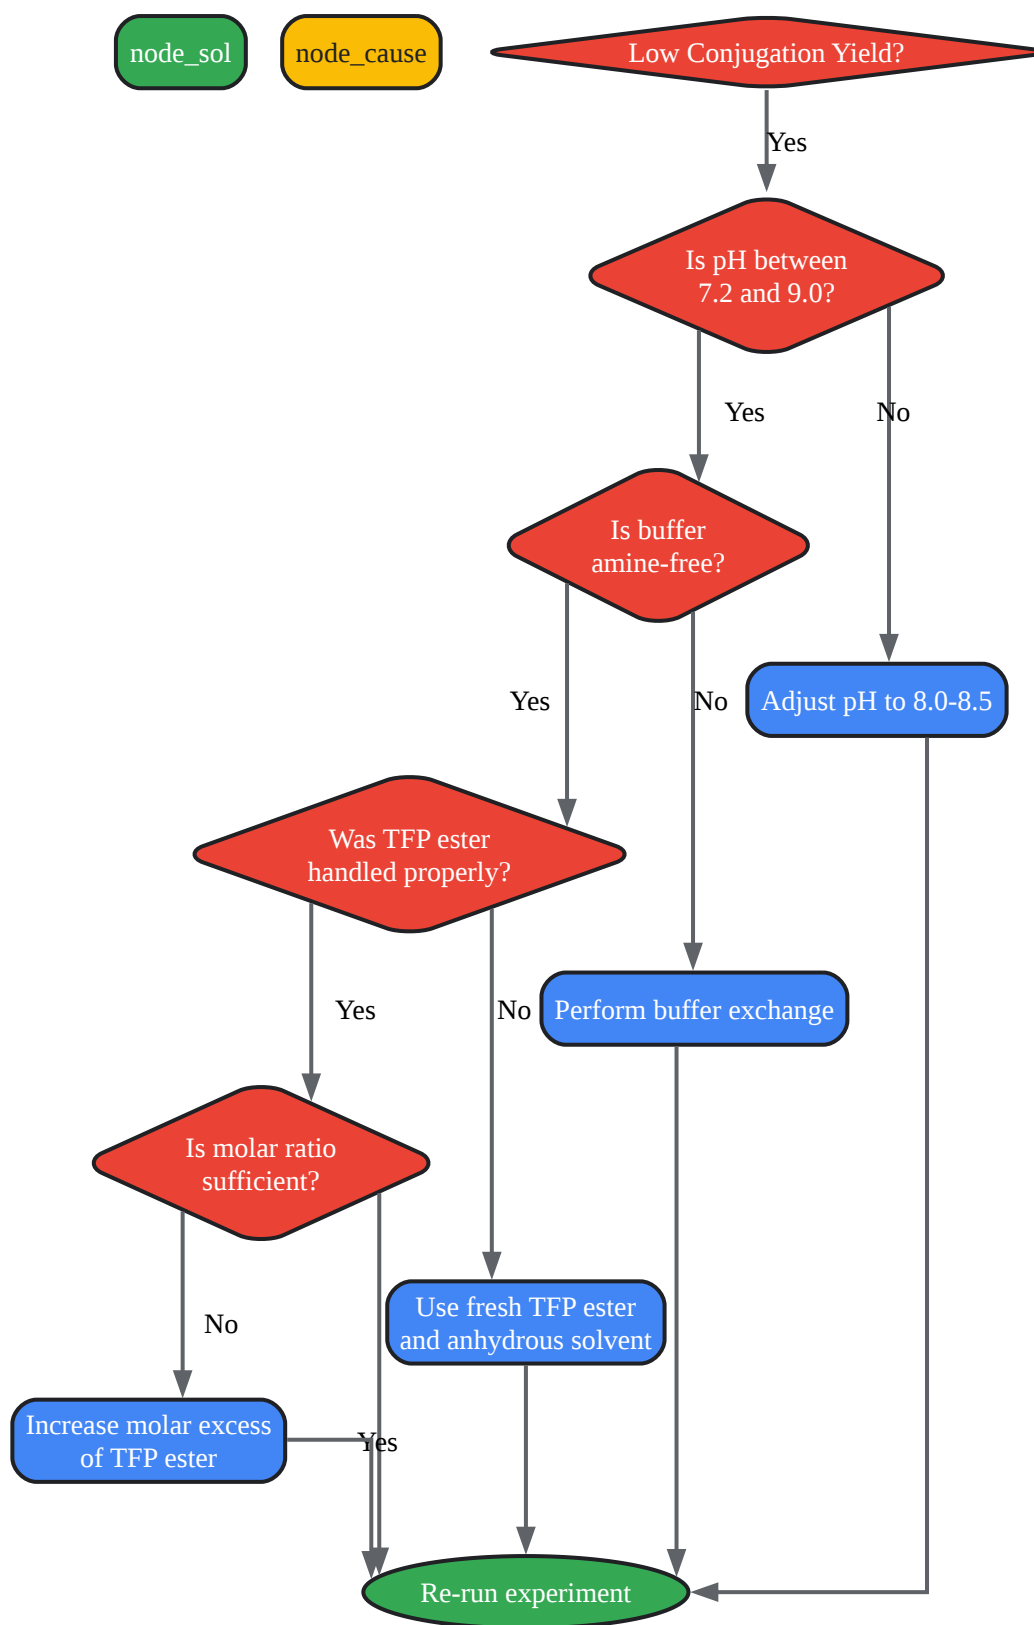 node_sol
node_cause
Low Conjugation Yield?
Yes
Is pH between
7.2 and 9.0?
Yes
No
Is buffer
amine-free?
Yes
No
Adjust pH to 8.0-8.5
Was TFP ester
handled properly?
Yes
No
Perform buffer exchange
Is molar ratio
sufficient?
No
Use fresh TFP ester
and anhydrous solvent
Increase molar excess
of TFP ester
Yes
Re-run experiment